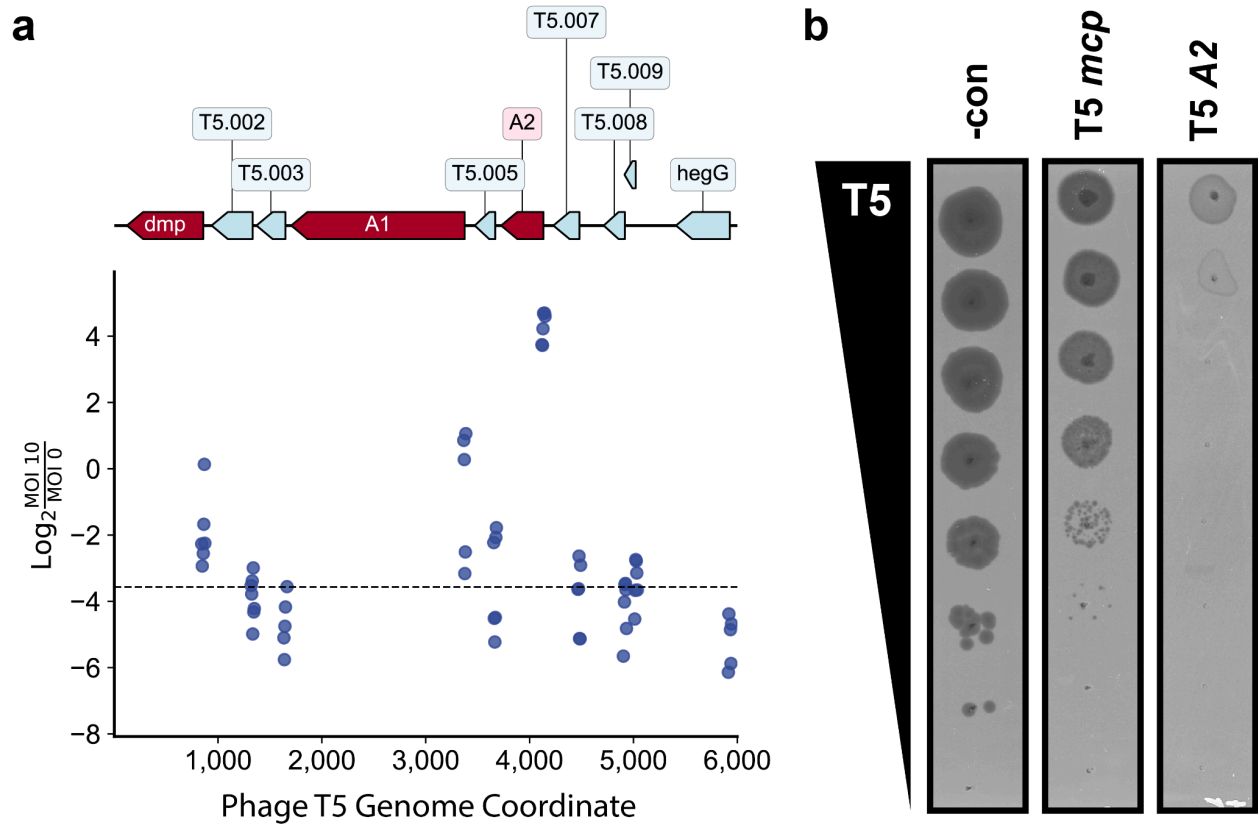 a
T5.007
T5.009
T5.002
A2
T5.008
T5.003
T5.005
hegG
dmp
A1
4
2
0
−2
−4
−6
−8
Log2 MOI 10
MOI 0
1,000
2,000
3,000
4,000
5,000
6,000
Phage T5 Genome Coordinate
b
-con
T5 mcp
T5 A2
T5